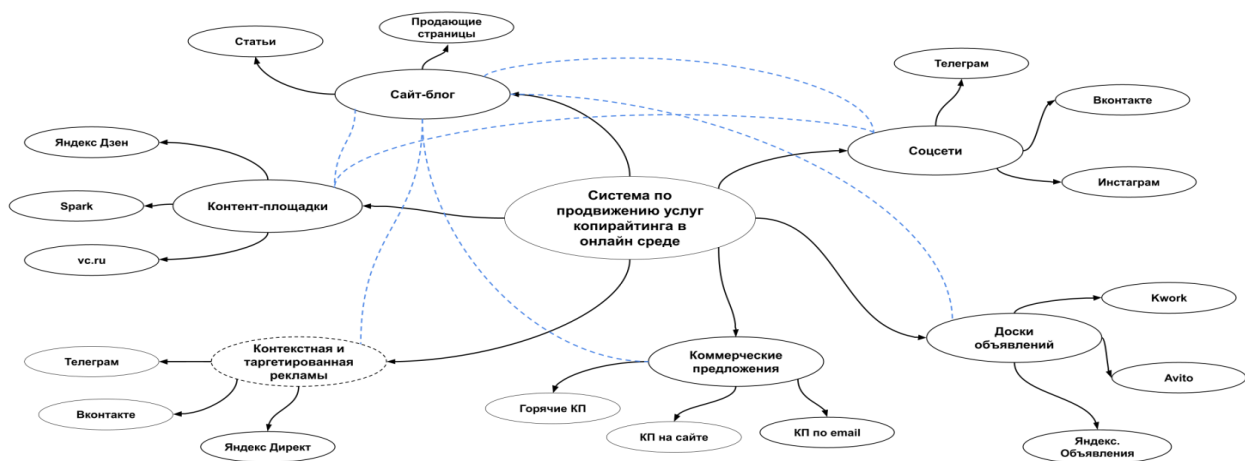 Продающие
страницы
Статьи
Сайт-блог
Телеграм
Вконтакте
Соцсети
Инстаграм
Яндекс Дзен
Spark
Контент-площадки
vc.ru
Система по
продвижению услуг
копирайтинга в
онлайн среде
Kwork
Доски
объявлений
Avito
Яндекс.
Объявления
Контекстная и
таргетированная
рекламы
Телеграм
Вконтакте
Яндекс Директ
Коммерческие
предложения
Горячие КП
КП на сайте
КП по email